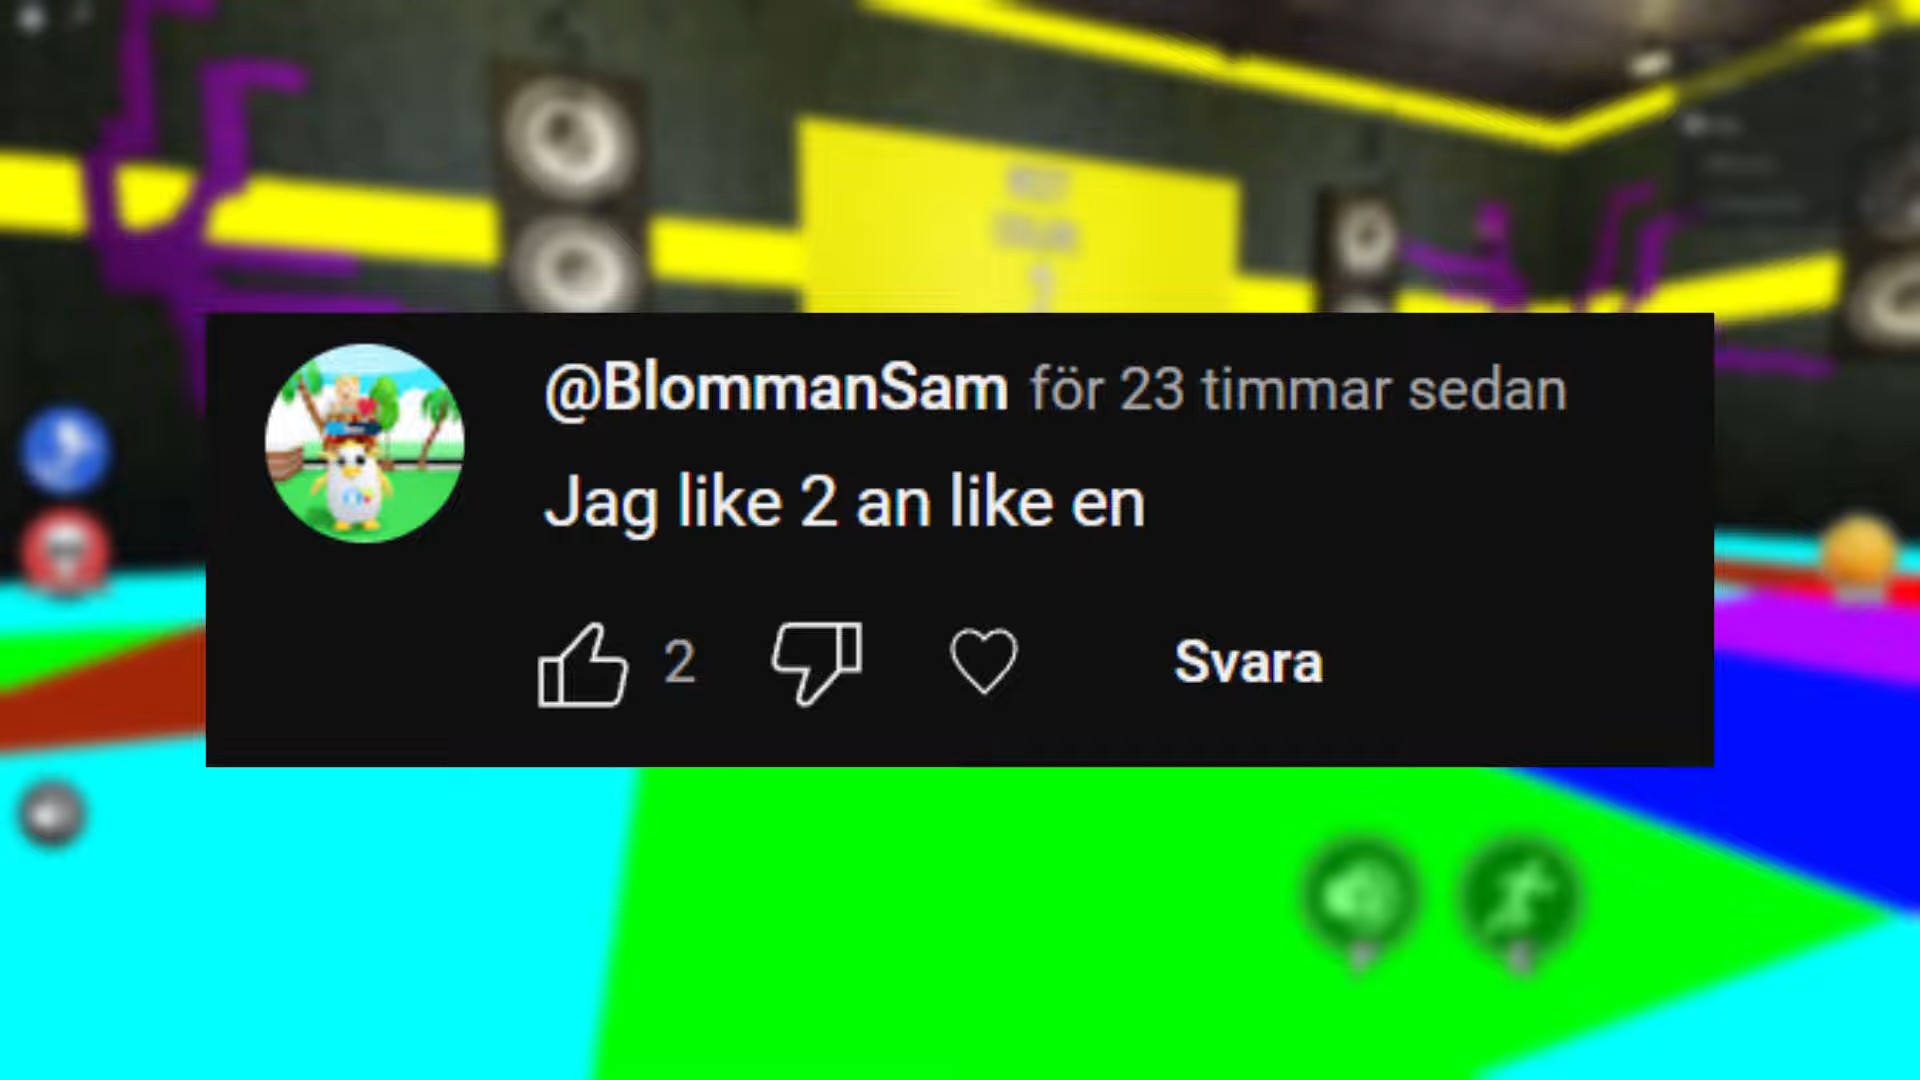 @BlommanSam för 23 timmar sedan
Jag like 2 an like en
2
Svara